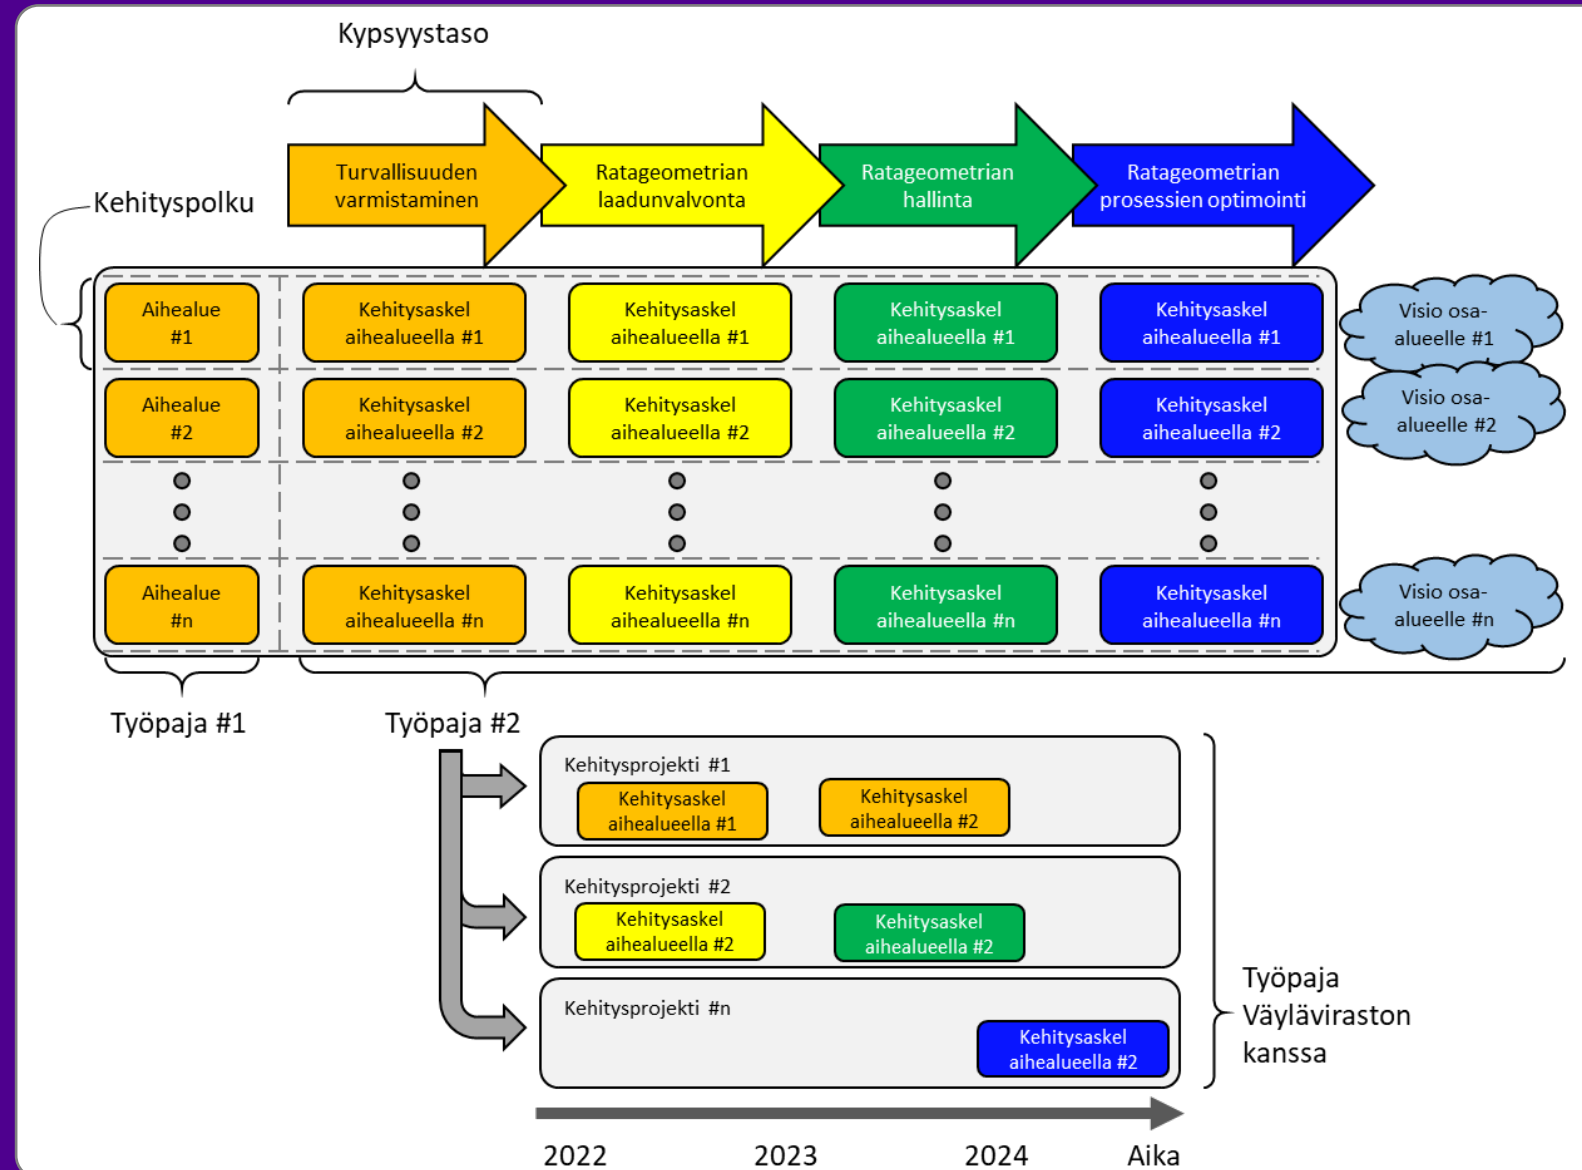 Kypsyystaso
Turvallisuuden
varmistaminen
Ratageometrian
laadunvalvonta
Ratageometrian
hallinta
Ratageometrian
prosessien optimointi
Kehityspolku
Aihealue
#1
Kehitysaskel
aihealueella #1
Kehitysaskel
aihealueella #1
Kehitysaskel
aihealueella #1
Kehitysaskel
aihealueella #1
Visio osa-
alueelle #1
Aihealue
#2
Kehitysaskel
aihealueella #2
Kehitysaskel
aihealueella #2
Kehitysaskel
aihealueella #2
Kehitysaskel
aihealueella #2
Visio osa-
alueelle #2
Aihealue
#n
Kehitysaskel
aihealueella #n
Kehitysaskel
aihealueella #n
Kehitysaskel
aihealueella #n
Kehitysaskel
aihealueella #n
Visio osa-
alueelle #n
Työpaja #1
Työpaja #2
Kehitysprojekti #1
Kehitysaskel
aihealueella #1
Kehitysaskel
aihealueella #2
Kehitysprojekti #2
Kehitysaskel
aihealueella #2
Kehitysaskel
aihealueella #2
Kehitysprojekti #n
Kehitysaskel
aihealueella #2
Työpaja
Väyläviraston
kanssa
2022 2023 2024 Aika